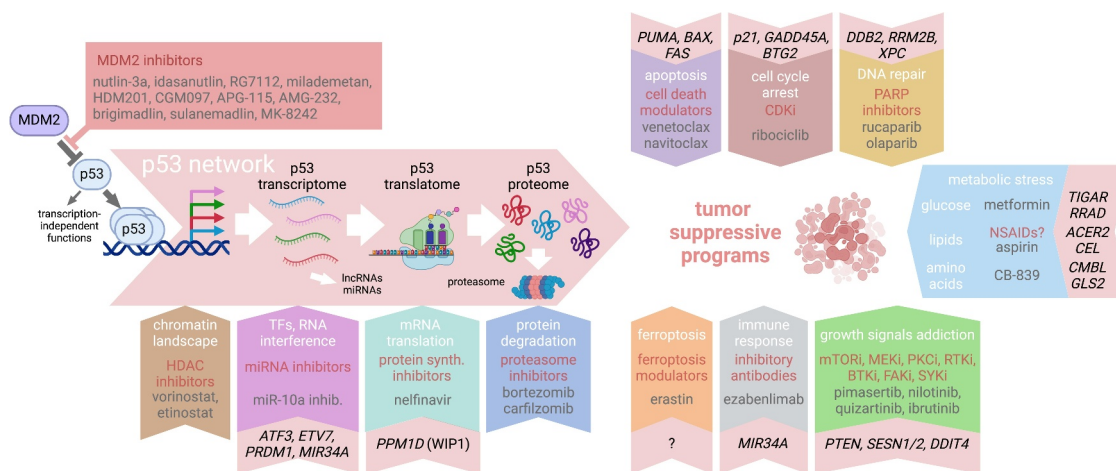 MDM2 inhibitors
nutlin-3a, idasanutlin, RG7112, milademetan,
HDM201, CGM097, APG-115, AMG-232,
brigimadlin, sulanemadlin, MK-8242
MDM2
p53
transcription-
independent
functions
p53
p53 network
p53
transcriptome
p53
translatome
p53
proteome
lncRNAs
miRNAs
proteasome
chromatin
landscape
HDAC
inhibitors
vorinostat,
etinostat
TFs, RNA
interference
miRNA inhibitors
miR-10a inhib.
ATF3, ETV7,
PRDM1, MIR34A
mRNA
translation
protein synth.
inhibitors
nelfinavir
PPM1D (WIP1)
protein
degradation
proteasome
inhibitors
bortezomib
carfilzomib
PUMA, BAX,
FAS
apoptosis
cell death
modulators
venetoclax
navitoclax
p21, GADD45A,
BTG2
cell cycle
arrest
CDKi
ribociclib
DDB2, RRM2B,
XPC
DNA repair
PARP
inhibitors
rucaparib
olaparib
tumor
suppressive
programs
metabolic stress
glucose
metformin
TIGAR
RRAD
lipids
NSAIDs?
aspirin
ACER2
CEL
amino
acids
CB-839
CMBL
GLS2
ferroptosis
ferroptosis
modulators
erastin
?
immune
response
inhibitory
antibodies
ezabenlimab
MIR34A
growth signals addiction
mTORi, MEKi, PKCi, RTKi,
BTKi, FAKi, SYKi
pimasertib, nilotinib,
quizartinib, ibrutinib
PTEN, SESN1/2, DDIT4